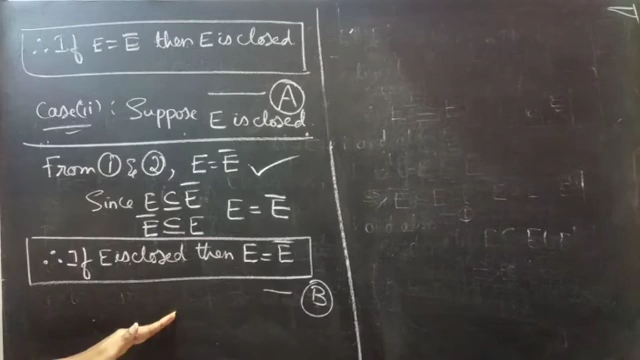 ∴ If E = E̅ then E is closed
— Ⓐ
Case(ii) : Suppose E is closed.
From ① & ②, E = E̅ ✓
Since E ⊆ E̅
E̅ ⊆ E E = E̅
∴ If E is closed then E = E̅
— Ⓑ